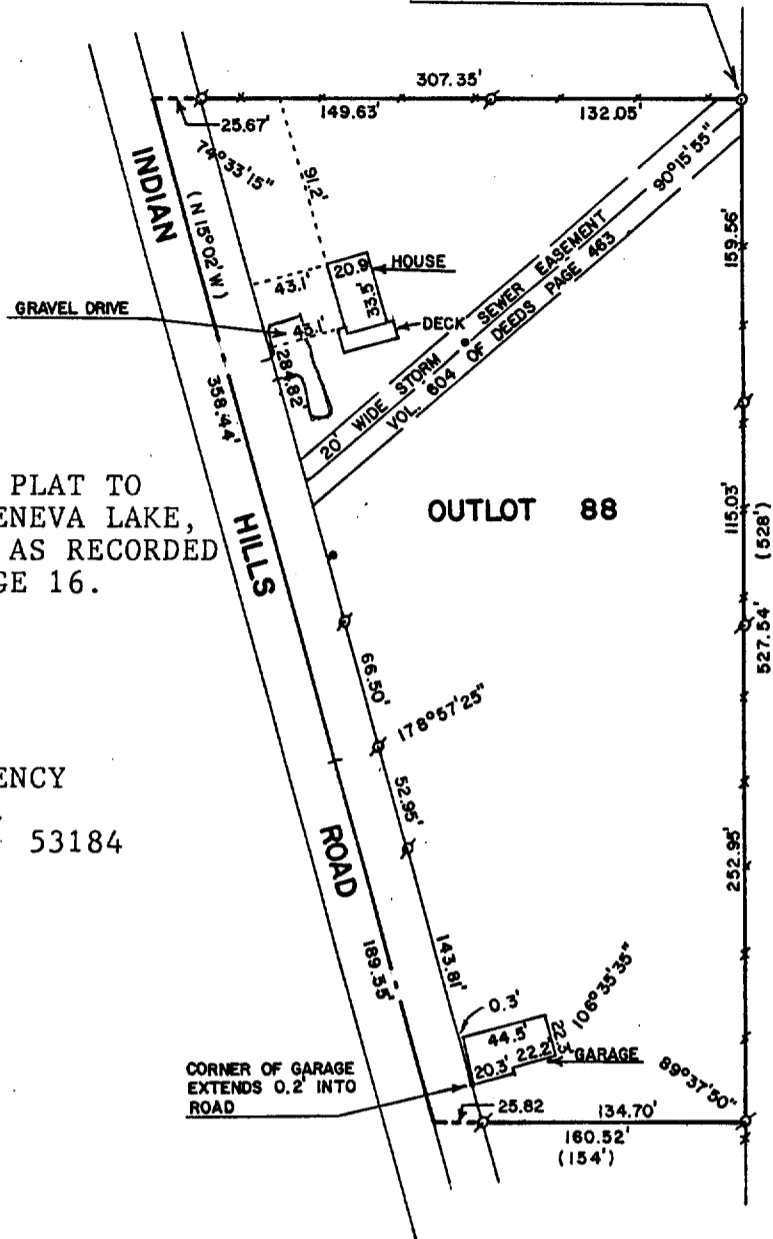 307.35'
149.63'
132.05'
25.67'
74°33'15"
90°15'55"
INDIAN
(N 15°02' W)
91.2'
159.56'
20.9
HOUSE
33.5'
43.1'
GRAVEL DRIVE
43.1'
DECK
284.82'
20' WIDE STORM SEWER EASEMENT
VOL. 604 OF DEEDS PAGE 463
358.44'
PLAT TO
ENEVA LAKE,
AS RECORDED
GE 16.
OUTLOT 88
115.03'
(528')
527.54'
HILLS
66.50'
178°57'25"
ENCY
53184
52.95'
ROAD
252.95'
143.81'
189.35'
0.3'
106°35'35"
44.5'
22.3'
22.2'
20.3'
GARAGE
CORNER OF GARAGE
EXTENDS 0.2' INTO
ROAD
89°37'50"
25.82
134.70'
160.52'
(154')